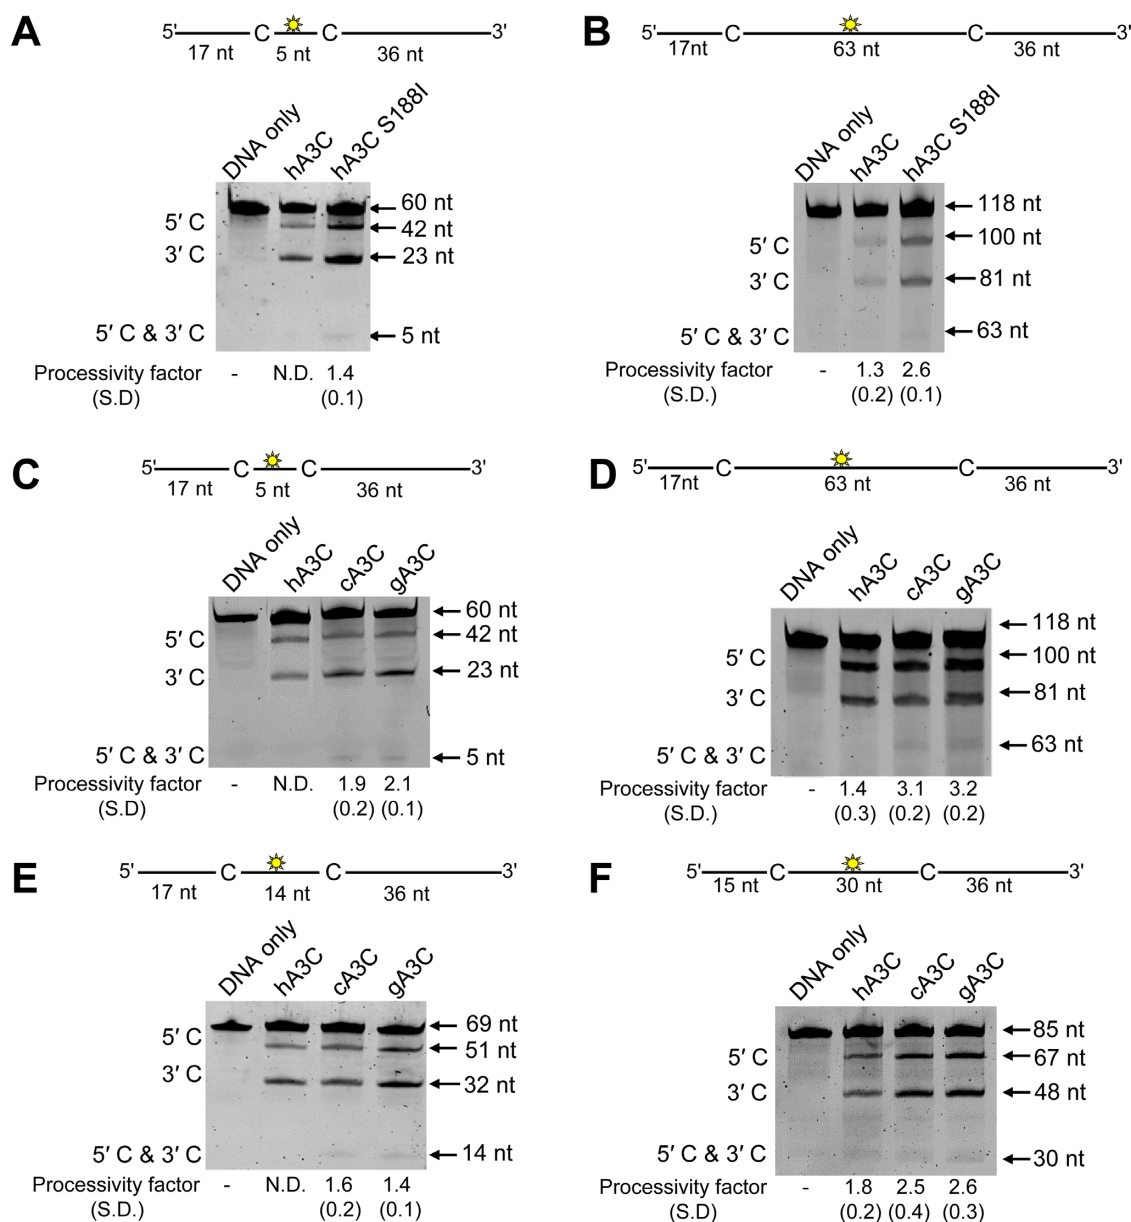 A
5' C C 3'
17 nt 5 nt 36 nt
DNA only
hA3C
hA3C S188I
60 nt
5′ C
42 nt
3′ C
23 nt
5′ C & 3′ C
5 nt
Processivity factor - N.D. 1.4
(S.D) (0.1)
B
5' C C 3'
17nt 63 nt 36 nt
DNA only
hA3C
hA3C S188I
118 nt
5′ C
100 nt
3′ C
81 nt
5′ C & 3′ C
63 nt
Processivity factor - 1.3 2.6
(S.D.) (0.2) (0.1)
C
5' C C 3'
17 nt 5 nt 36 nt
DNA only
hA3C
cA3C
gA3C
60 nt
5′ C
42 nt
3′ C
23 nt
5′ C & 3′ C
5 nt
Processivity factor - N.D. 1.9 2.1
(S.D) (0.2) (0.1)
D
5' C C 3'
17nt 63 nt 36 nt
DNA only
hA3C
cA3C
gA3C
118 nt
5′ C
100 nt
3′ C
81 nt
5′ C & 3′ C
63 nt
Processivity factor - 1.4 3.1 3.2
(S.D.) (0.3) (0.2) (0.2)
E
5' C C 3'
17 nt 14 nt 36 nt
DNA only
hA3C
cA3C
gA3C
69 nt
5′ C
51 nt
3′ C
32 nt
5′ C & 3′ C
14 nt
Processivity factor - N.D. 1.6 1.4
(S.D.) (0.2) (0.1)
F
5' C C 3'
15 nt 30 nt 36 nt
DNA only
hA3C
cA3C
gA3C
85 nt
5′ C
67 nt
3′ C
48 nt
5′ C & 3′ C
30 nt
Processivity factor - 1.8 2.5 2.6
(S.D) (0.2) (0.4) (0.3)